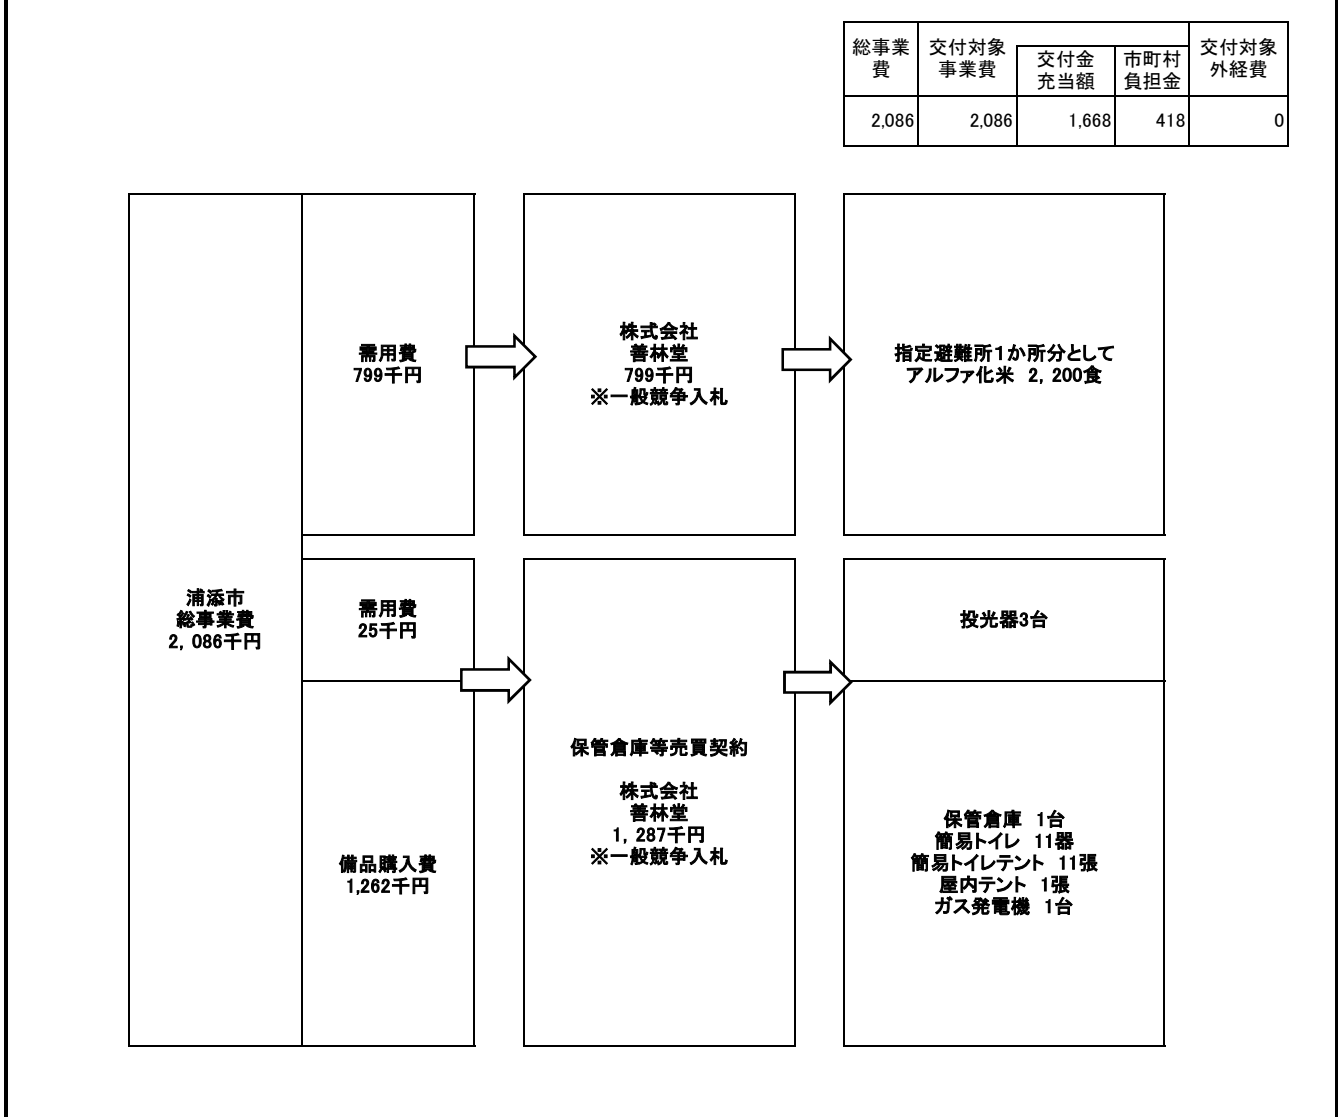 総事業
費
交付対象
事業費
交付金
充当額
市町村
負担金
交付対象
外経費
2,086
2,086
1,668
418
0
浦添市
総事業費
2，086千円
需用費
799千円
株式会社
善林堂
799千円
※一般競争入札
指定避難所１か所分として
アルファ化米　2，200食
需用費
25千円
備品購入費
1,262千円
保管倉庫等売買契約
株式会社
善林堂
1，287千円
※一般競争入札
投光器3台
保管倉庫　1台
簡易トイレ　11器
簡易トイレテント　11張
屋内テント　1張
ガス発電機　1台